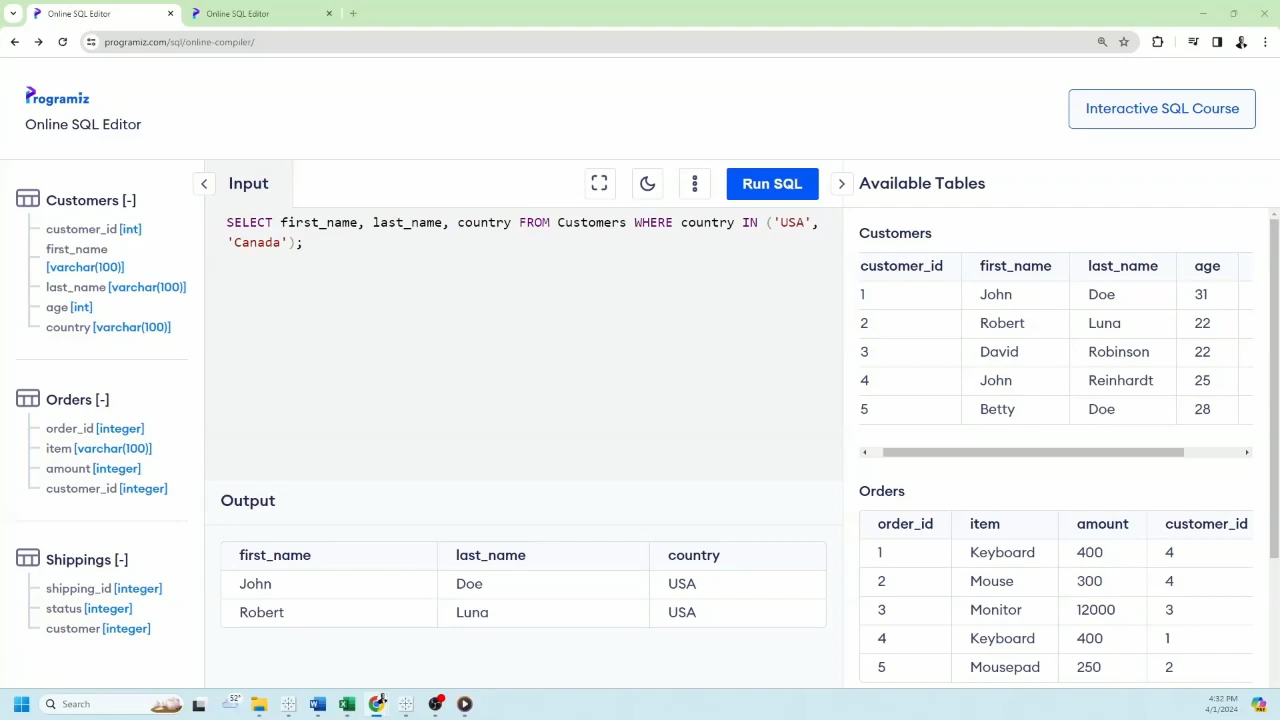 Online SQL Editor
Online SQL Editor
programiz.com/sql/online-compiler/
Programiz
Online SQL Editor
Interactive SQL Course
Customers [-]
customer_id [int]
first_name
[varchar(100)]
last_name [varchar(100)]
age [int]
country [varchar(100)]
Orders [-]
order_id [integer]
item [varchar(100)]
amount [integer]
customer_id [integer]
Shippings [-]
shipping_id [integer]
status [integer]
customer [integer]
Input
Run SQL
SELECT first_name, last_name, country FROM Customers WHERE country IN ('USA',
'Canada');
Output
first_name last_name country
John Doe USA
Robert Luna USA
Available Tables
Customers
customer_id first_name last_name age
1 John Doe 31
2 Robert Luna 22
3 David Robinson 22
4 John Reinhardt 25
5 Betty Doe 28
Orders
order_id item amount customer_id
1 Keyboard 400 4
2 Mouse 300 4
3 Monitor 12000 3
4 Keyboard 400 1
5 Mousepad 250 2
Search
52°
4:32 PM
4/1/2024